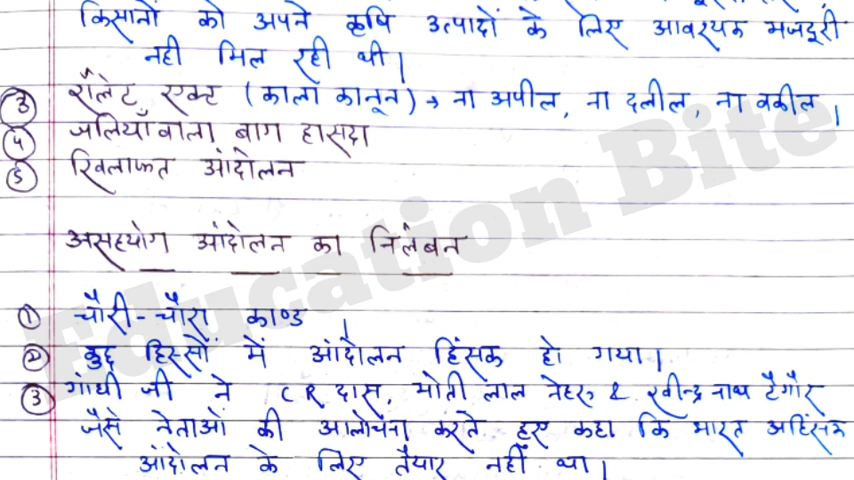 किसानों को अपने कृषि उत्पादों के लिए आवश्यक मजदूरी
नही मिल रही थी।
③ रौलेट एक्ट (काला कानून) → ना अपील, ना दलील, ना वकील।
④ जलियाँवाला बाग हासदा
⑤ खिलाफत आंदोलन
असहयोग आंदोलन का निलंबन
① चौरी-चौरा काण्ड।
② कुछ हिस्सों में आंदोलन हिंसक हो गया।
③ गांधी जी ने C R दास, मोती लाल नेहरु & रवीन्द्र नाथ टैगौर
जैसे नेताओं की आलोचना करते हुए कहा कि भारत अहिंसक
आंदोलन के लिए तैयार नहीं था।
Education Bite